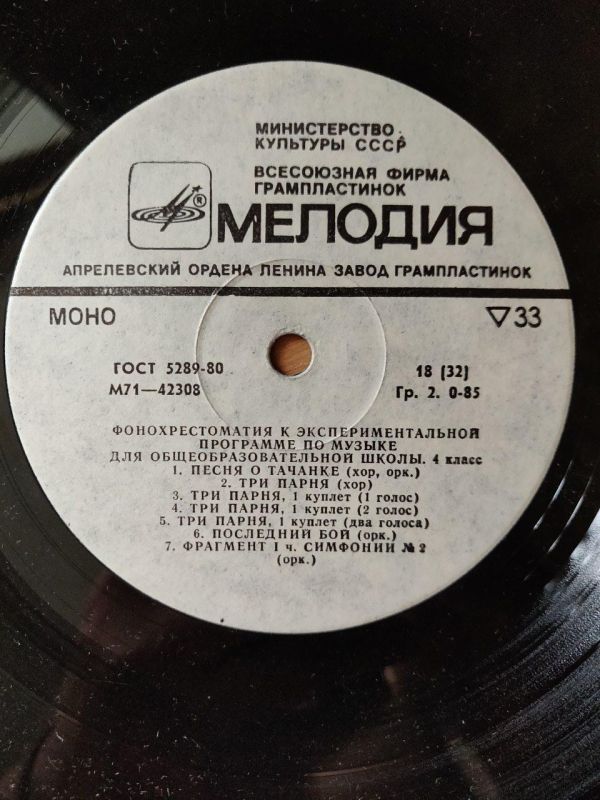 МИНИСТЕРСТВО
КУЛЬТУРЫ СССР
ВСЕСОЮЗНАЯ ФИРМА
ГРАМПЛАСТИНОК
®
МЕЛОДИЯ
АПРЕЛЕВСКИЙ ОРДЕНА ЛЕНИНА ЗАВОД ГРАМПЛАСТИНОК
МОНО ▽33
ГОСТ 5289-80 18 [32]
М71—42308 Гр. 2. 0-85
ФОНОХРЕСТОМАТИЯ К ЭКСПЕРИМЕНТАЛЬНОЙ
ПРОГРАММЕ ПО МУЗЫКЕ
ДЛЯ ОБЩЕОБРАЗОВАТЕЛЬНОЙ ШКОЛЫ. 4 класс
1. ПЕСНЯ О ТАЧАНКЕ (хор, орк.)
2. ТРИ ПАРНЯ (хор)
3. ТРИ ПАРНЯ, 1 куплет (1 голос)
4. ТРИ ПАРНЯ, 1 куплет (2 голос)
5. ТРИ ПАРНЯ, 1 куплет (два голоса)
6. ПОСЛЕДНИЙ БОЙ (орк.)
7. ФРАГМЕНТ 1 ч. СИМФОНИИ № 2
(орк.)